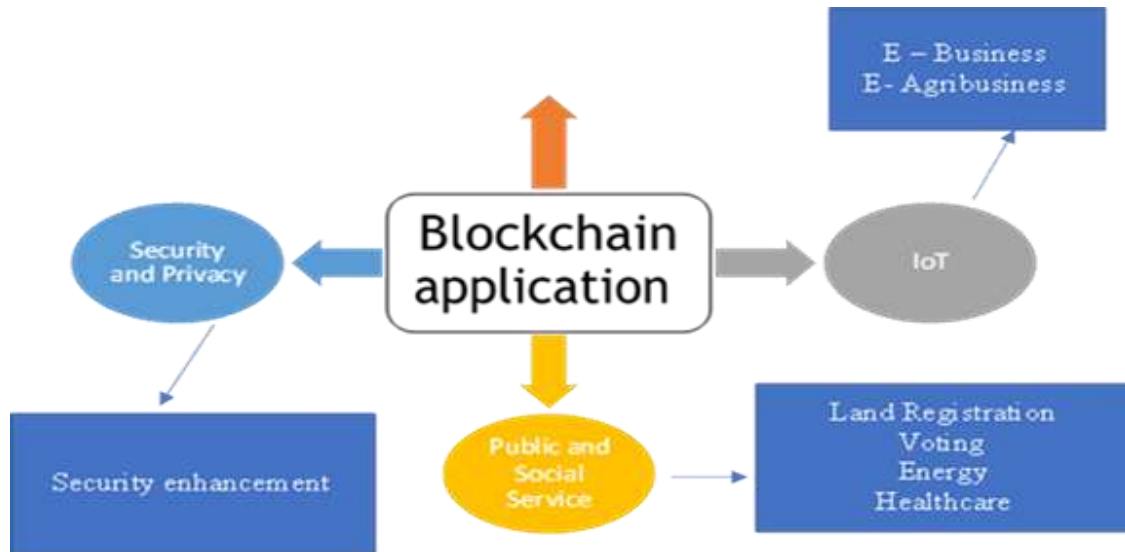 E – Business
E- Agribusiness
Blockchain
application
Security
and Privacy
IoT
Public and
Social
Service
Land Registration
Voting
Energy
Healthcare
Security enhancement